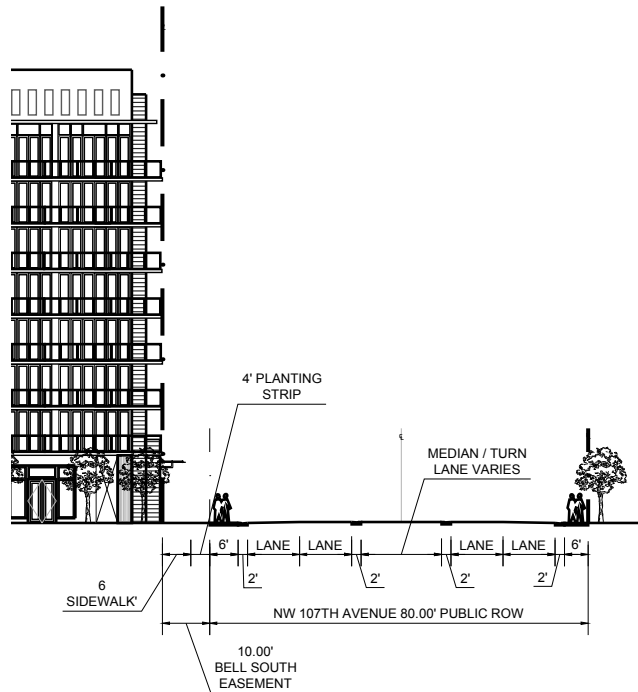 4' PLANTING
STRIP
℄
MEDIAN / TURN
LANE VARIES
6' LANE LANE LANE LANE 6'
2' 2' 2' 2'
6
SIDEWALK'
NW 107TH AVENUE 80.00' PUBLIC ROW
10.00'
BELL SOUTH
EASEMENT